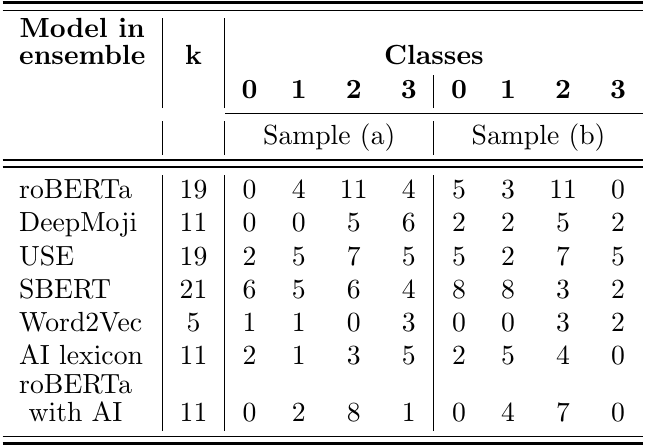 Model in
ensemble k Classes
0 1 2 3 0 1 2 3
Sample (a) Sample (b)
roBERTa 19 0 4 11 4 5 3 11 0
DeepMoji 11 0 0 5 6 2 2 5 2
USE 19 2 5 7 5 5 2 7 5
SBERT 21 6 5 6 4 8 8 3 2
Word2Vec 5 1 1 0 3 0 0 3 2
AI lexicon 11 2 1 3 5 2 5 4 0
roBERTa
with AI 11 0 2 8 1 0 4 7 0